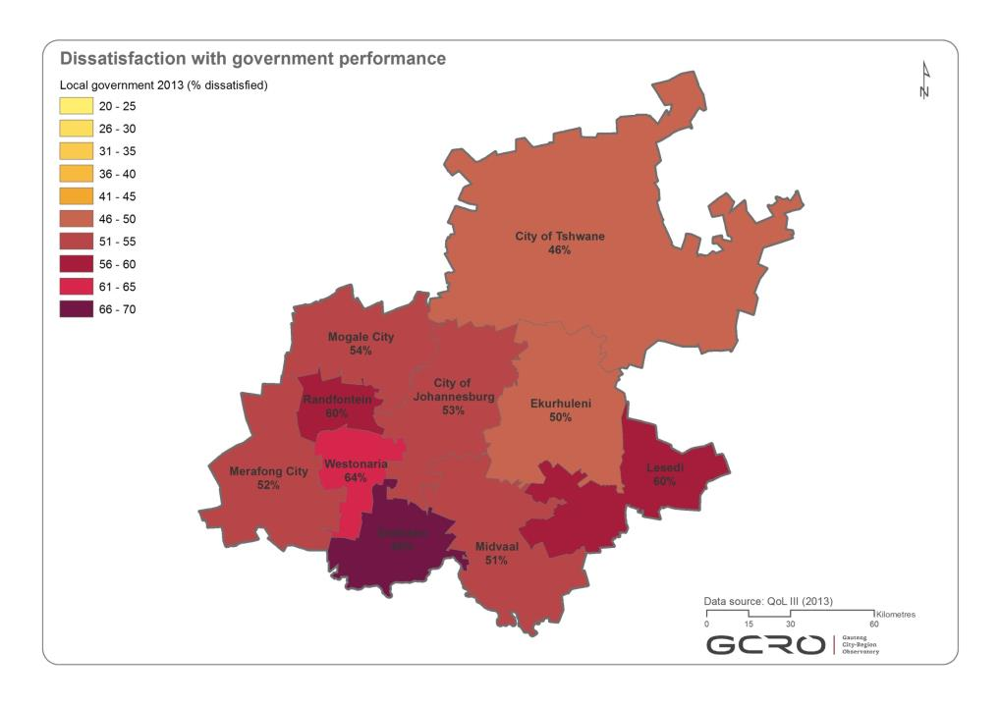 Dissatisfaction with government performance
Local government 2013 (% dissatisfied)
20 - 25
26 - 30
31 - 35
36 - 40
41 - 45
46 - 50
51 - 55
56 - 60
61 - 65
66 - 70
N
City of Tshwane
46%
Mogale City
54%
City of
Johannesburg
53%
Randfontein
60%
Ekurhuleni
50%
Westonaria
64%
Merafong City
52%
Lesedi
60%
Midvaal
51%
Data source: QoL III (2013)
Kilometres
0 15 30 60
GCRO
Gauteng
City-Region
Observatory